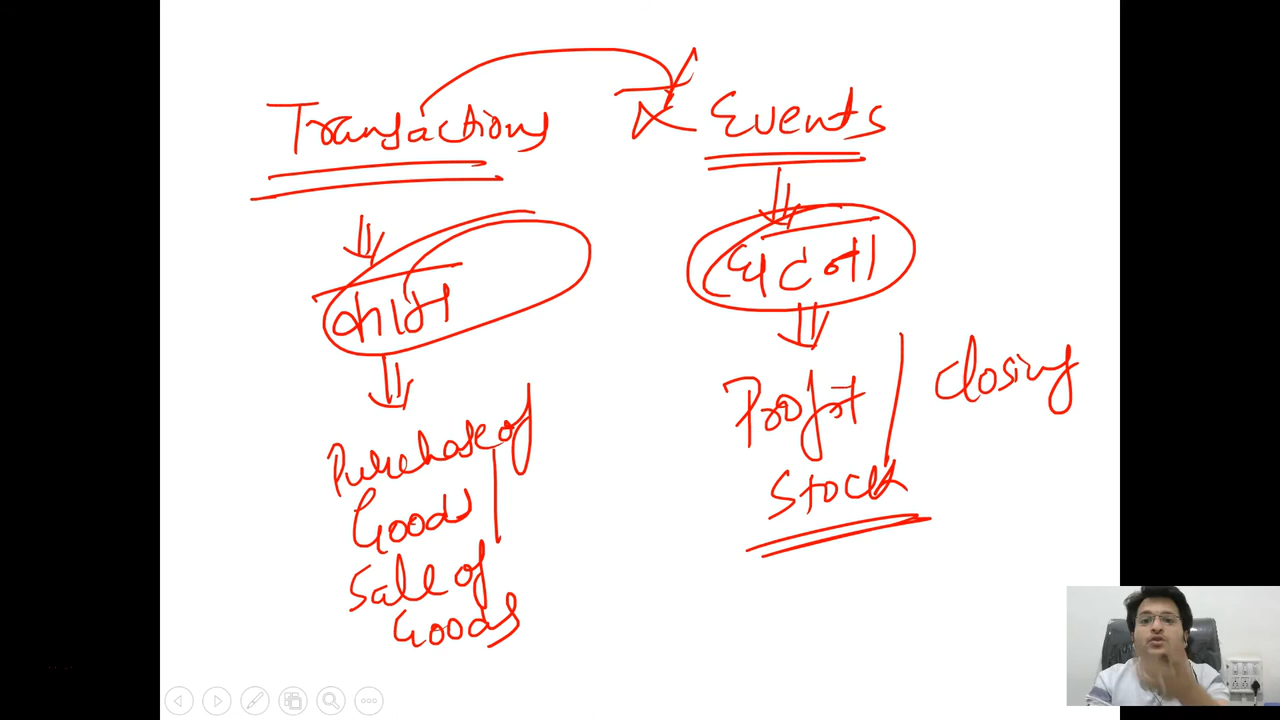 Transactions & Events
काम
घटना
Purchase of
Goods
Sale of
Goods
Profit
Stock
closing